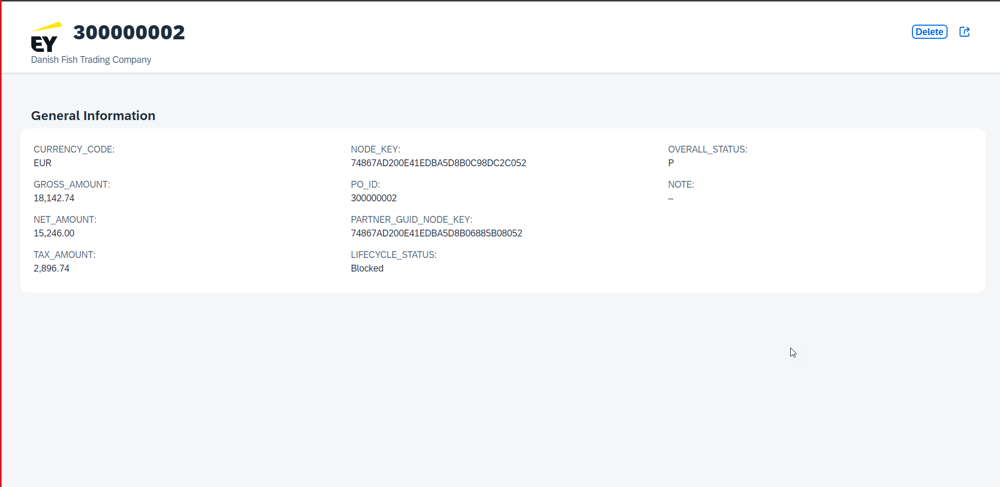 EY
300000002
Delete
Danish Fish Trading Company
General Information
CURRENCY_CODE:
EUR
GROSS_AMOUNT:
18,142.74
NET_AMOUNT:
15,246.00
TAX_AMOUNT:
2,896.74
NODE_KEY:
74867AD200E41EDBA5D8B0C98DC2C052
PO_ID:
300000002
PARTNER_GUID_NODE_KEY:
74867AD200E41EDBA5D8B06885B08052
LIFECYCLE_STATUS:
Blocked
OVERALL_STATUS:
P
NOTE:
–